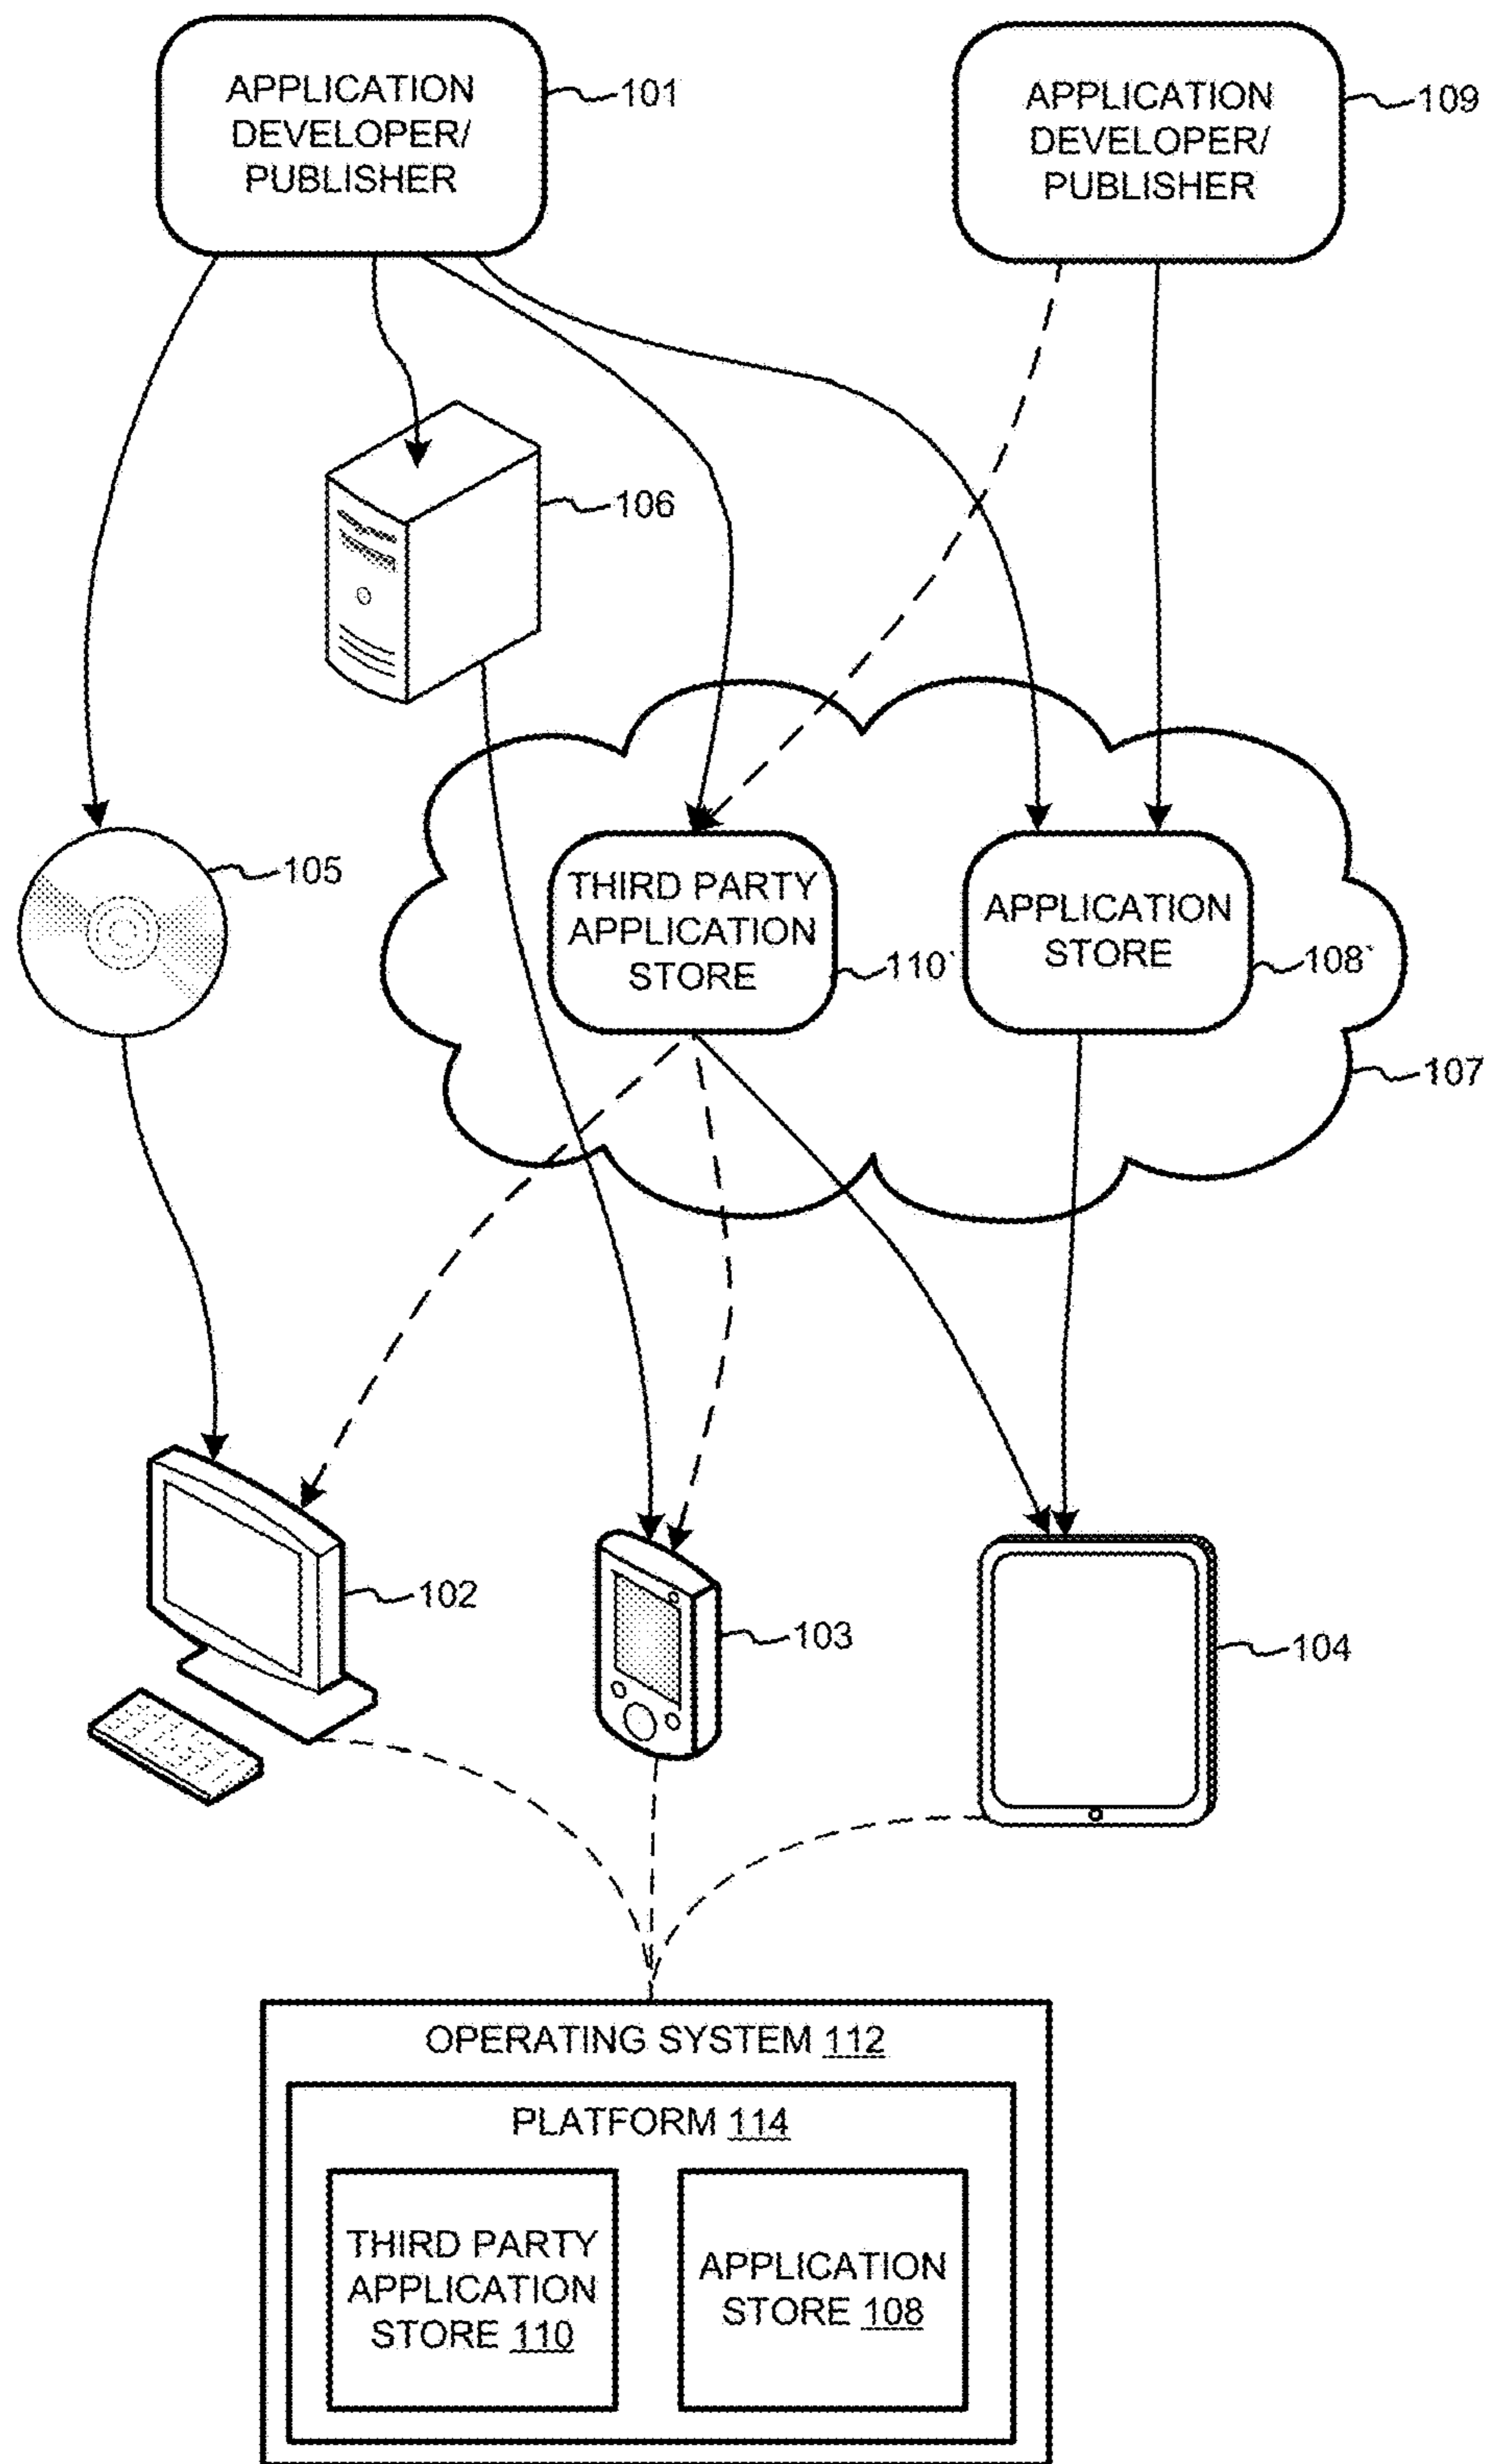 APPLICATION
DEVELOPER/
PUBLISHER
101
APPLICATION
DEVELOPER/
PUBLISHER
109
106
105
THIRD PARTY
APPLICATION
STORE
110`
APPLICATION
STORE
108`
107
102
103
104
OPERATING SYSTEM 112
PLATFORM 114
THIRD PARTY
APPLICATION
STORE 110
APPLICATION
STORE 108